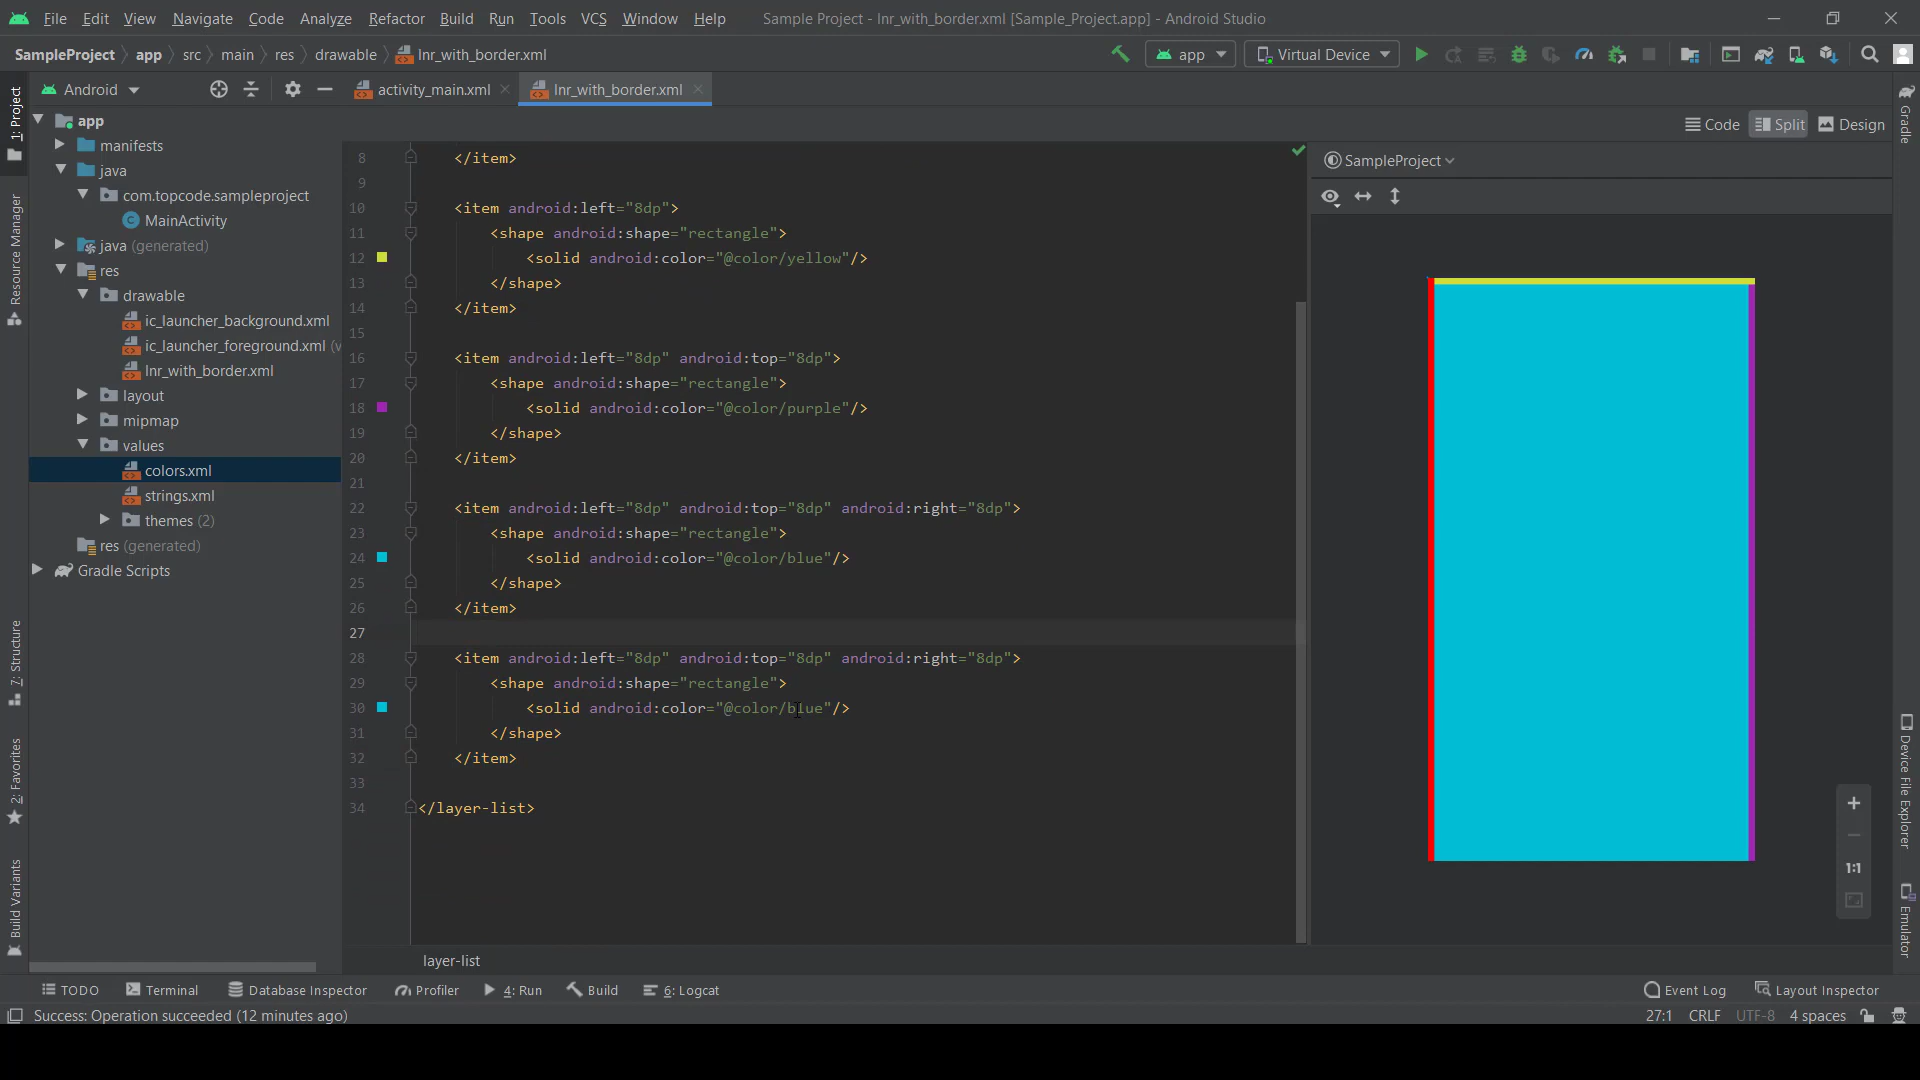 File Edit View Navigate Code Analyze Refactor Build Run Tools VCS Window Help Sample Project - lnr_with_border.xml [Sample_Project.app] - Android Studio
SampleProject app src main res drawable lnr_with_border.xml app Virtual Device
Android activity_main.xml lnr_with_border.xml
Code Split Design
1: Project
Resource Manager
7: Structure
2: Favorites
Build Variants
app
manifests
java
com.topcode.sampleproject
MainActivity
java (generated)
res
drawable
ic_launcher_background.xml
ic_launcher_foreground.xml (v
lnr_with_border.xml
layout
mipmap
values
colors.xml
strings.xml
themes (2)
res (generated)
Gradle Scripts
8 </item>
9
10 <item android:left="8dp">
11 <shape android:shape="rectangle">
12 <solid android:color="@color/yellow"/>
13 </shape>
14 </item>
15
16 <item android:left="8dp" android:top="8dp">
17 <shape android:shape="rectangle">
18 <solid android:color="@color/purple"/>
19 </shape>
20 </item>
21
22 <item android:left="8dp" android:top="8dp" android:right="8dp">
23 <shape android:shape="rectangle">
24 <solid android:color="@color/blue"/>
25 </shape>
26 </item>
27
28 <item android:left="8dp" android:top="8dp" android:right="8dp">
29 <shape android:shape="rectangle">
30 <solid android:color="@color/blue"/>
31 </shape>
32 </item>
33
34 </layer-list>
layer-list
SampleProject
1:1
Gradle
Device File Explorer
Emulator
TODO Terminal Database Inspector Profiler 4: Run Build 6: Logcat Event Log Layout Inspector
Success: Operation succeeded (12 minutes ago) 27:1 CRLF UTF-8 4 spaces